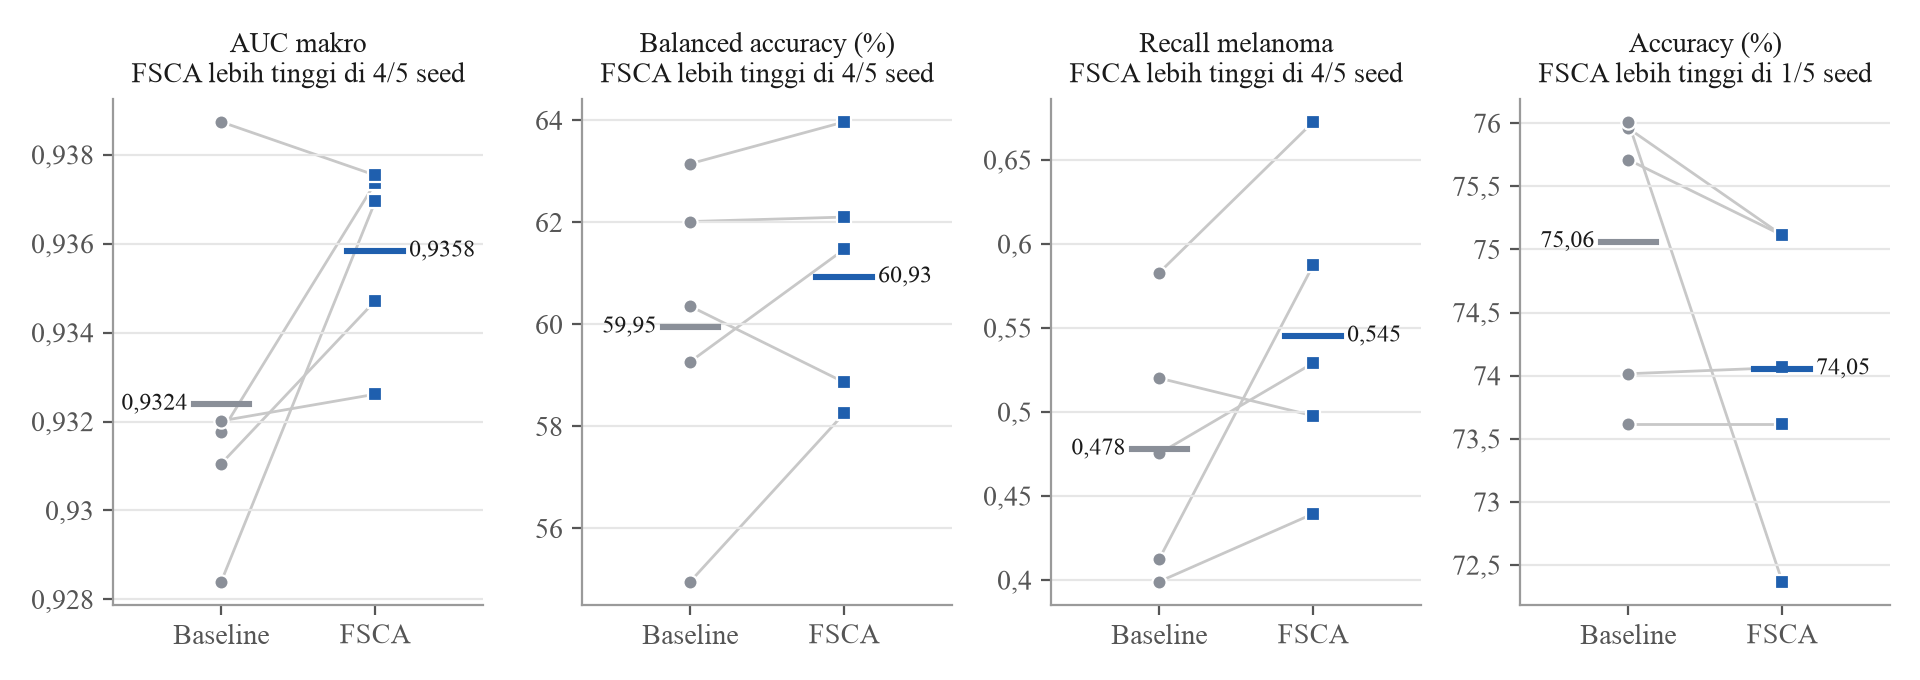 AUC makro
FSCA lebih tinggi di 4/5 seed
0,938
0,936
0,934
0,932
0,93
0,928
0,9324
0,9358
Baseline
FSCA
Balanced accuracy (%)
FSCA lebih tinggi di 4/5 seed
64
62
60
58
56
59,95
60,93
Baseline
FSCA
Recall melanoma
FSCA lebih tinggi di 4/5 seed
0,65
0,6
0,55
0,5
0,45
0,4
0,478
0,545
Baseline
FSCA
Accuracy (%)
FSCA lebih tinggi di 1/5 seed
76
75,5
75
74,5
74
73,5
73
72,5
75,06
74,05
Baseline
FSCA